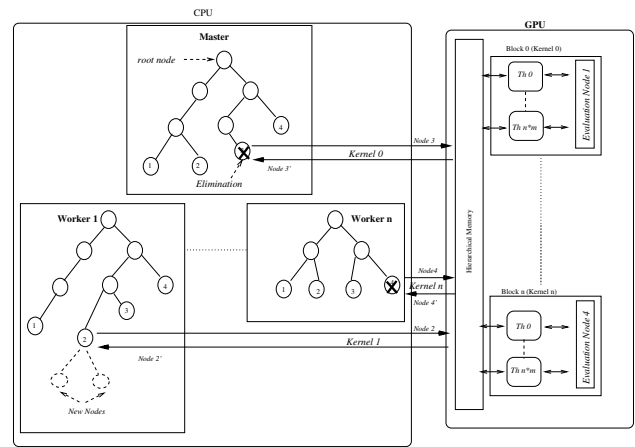 CPU
GPU
Master
root node
4
1
2
Elimination
Node 3
Kernel 0
Node 3'
Worker 1
4
3
1
2
New Nodes
Worker n
1
2
3
Node4
Kernel n
Node 4'
Node 2
Kernel 1
Node 2'
Hierarchical Memory
Block 0 (Kernel 0)
Th 0
Th n*m
Evaluation Node 1
Block n (Kernel n)
Th 0
Th n*m
Evaluation Node 4